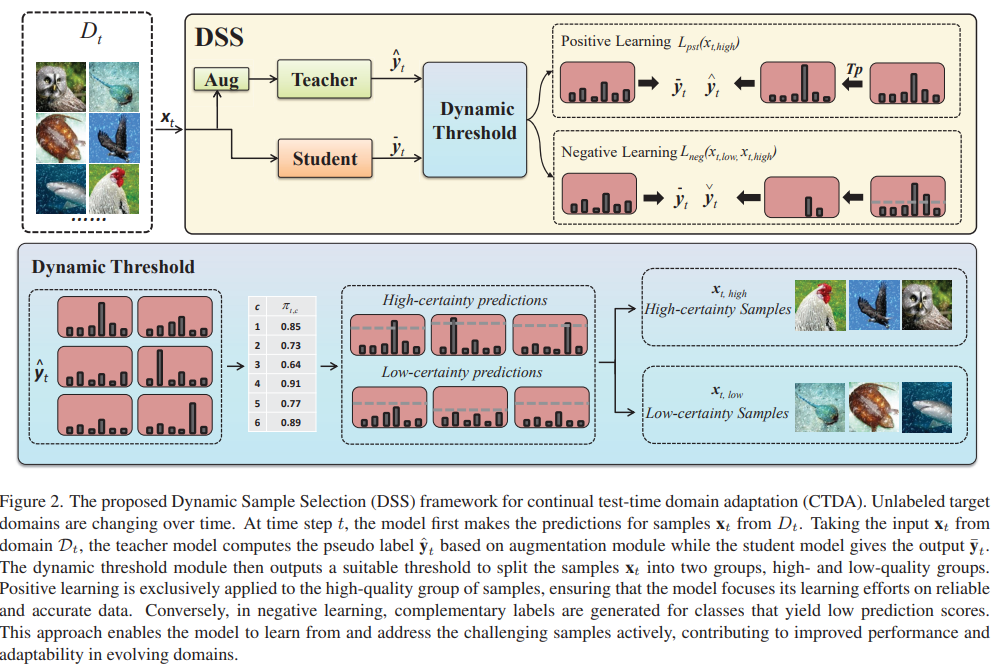 D_t
DSS
x_t
Aug
Teacher
ŷ_t
Student
ȳ_t
Dynamic
Threshold
Positive Learning L_pst(x_t,high)
ȳ_t ŷ_t
Tp
Negative Learning L_neg(x_t,low, x_t,high)
ȳ_t y̌_t
......
Dynamic Threshold
ŷ_t
c π_t,c
1 0.85
2 0.73
3 0.64
4 0.91
5 0.77
6 0.89
High-certainty predictions
Low-certainty predictions
x_t, high
High-certainty Samples
x_t, low
Low-certainty Samples
Figure 2. The proposed Dynamic Sample Selection (DSS) framework for continual test-time domain adaptation (CTDA). Unlabeled target
domains are changing over time. At time step t, the model first makes the predictions for samples x_t from D_t. Taking the input x_t from
domain 𝒟_t, the teacher model computes the pseudo label ŷ_t based on augmentation module while the student model gives the output ȳ_t.
The dynamic threshold module then outputs a suitable threshold to split the samples x_t into two groups, high- and low-quality groups.
Positive learning is exclusively applied to the high-quality group of samples, ensuring that the model focuses its learning efforts on reliable
and accurate data. Conversely, in negative learning, complementary labels are generated for classes that yield low prediction scores.
This approach enables the model to learn from and address the challenging samples actively, contributing to improved performance and
adaptability in evolving domains.